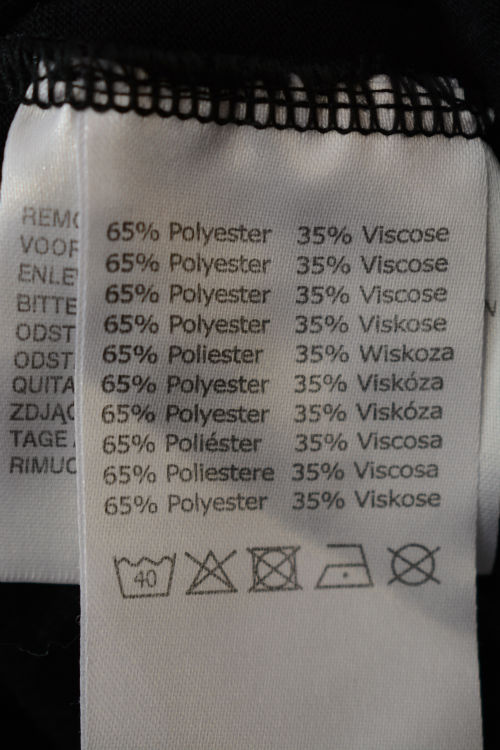 REMO
VOOR
ENLE
BITTE
ODST
ODST
QUITA
ZDJĄC
TAGE
RIMUO
65% Polyester 35% Viscose
65% Polyester 35% Viscose
65% Polyester 35% Viscose
65% Polyester 35% Viskose
65% Poliester 35% Wiskoza
65% Polyester 35% Viskóza
65% Polyester 35% Viskóza
65% Poliéster 35% Viscosa
65% Poliestere 35% Viscosa
65% Polyester 35% Viskose
40